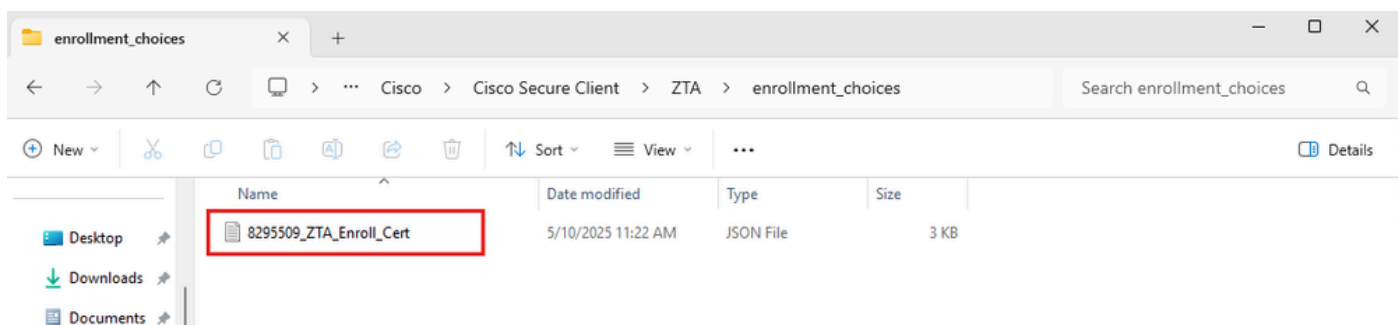 enrollment_choices
Cisco > Cisco Secure Client > ZTA > enrollment_choices
Search enrollment_choices
New
Sort
View
Details
Name
Date modified
Type
Size
8295509_ZTA_Enroll_Cert
5/10/2025 11:22 AM
JSON File
3 KB
Desktop
Downloads
Documents